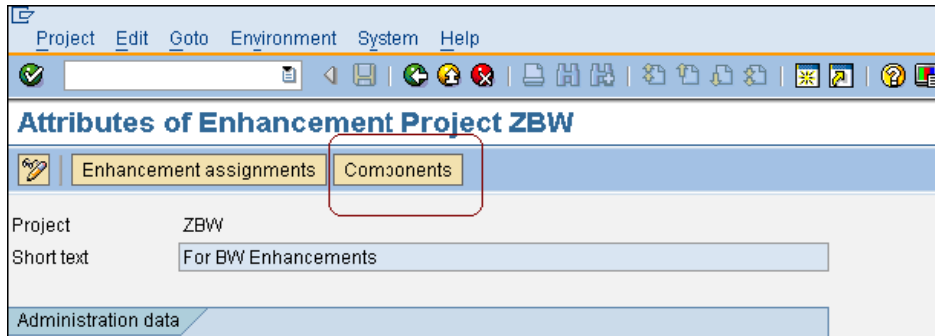 Project Edit Goto Environment System Help
Attributes of Enhancement Project ZBW
Enhancement assignments Components
Project ZBW
Short text For BW Enhancements
Administration data